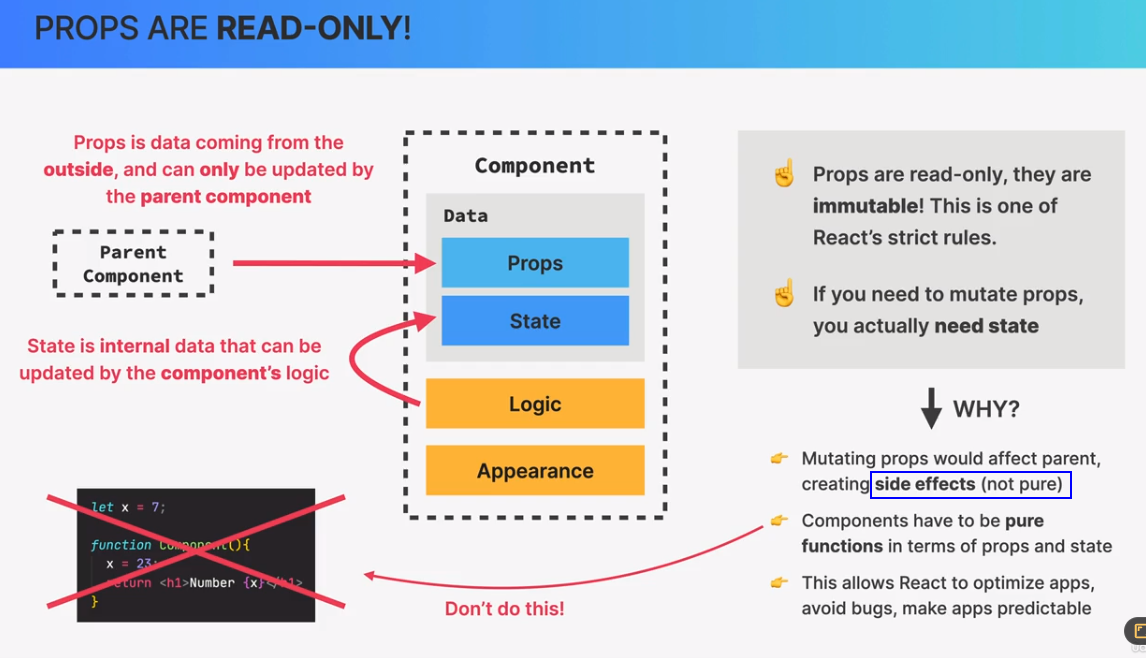 PROPS ARE READ-ONLY!
Props is data coming from the
outside, and can only be updated by
the parent component
Parent
Component
State is internal data that can be
updated by the component's logic
Component
Data
Props
State
Logic
Appearance
let x = 7;
function Component(){
x = 23;
return <h1>Number {x}</h1>
}
Don't do this!
☝ Props are read-only, they are
immutable! This is one of
React's strict rules.
☝ If you need to mutate props,
you actually need state
WHY?
👉 Mutating props would affect parent,
creating side effects (not pure)
👉 Components have to be pure
functions in terms of props and state
👉 This allows React to optimize apps,
avoid bugs, make apps predictable